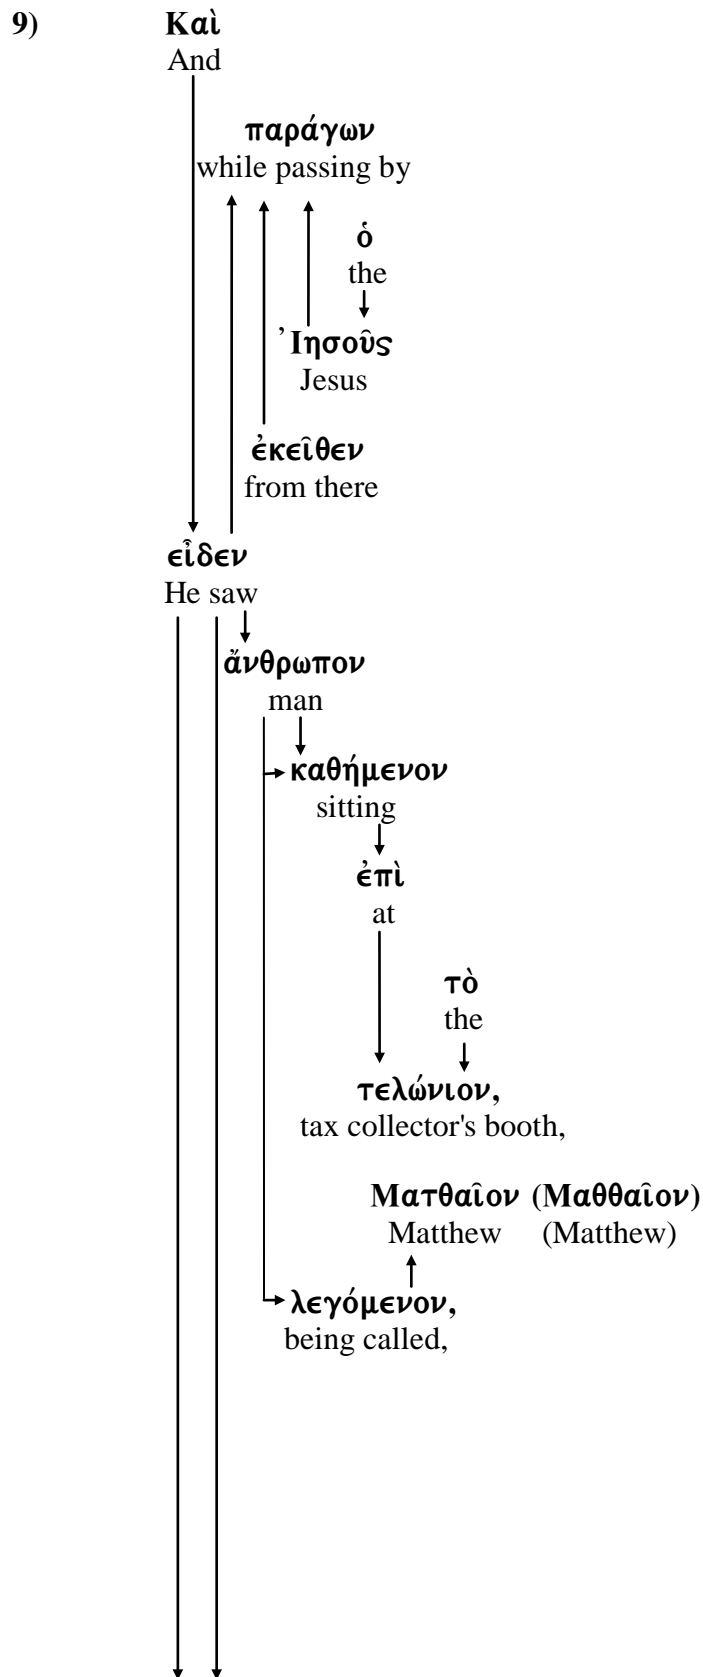 9) Καὶ
And
παράγων
while passing by
ὁ
the
Ἰησοῦς
Jesus
ἐκεῖθεν
from there
εἶδεν
He saw
ἄνθρωπον
man
καθήμενον
sitting
ἐπὶ
at
τὸ
the
τελώνιον,
tax collector's booth,
Ματθαῖον (Μαθθαῖον)
Matthew (Matthew)
λεγόμενον,
being called,